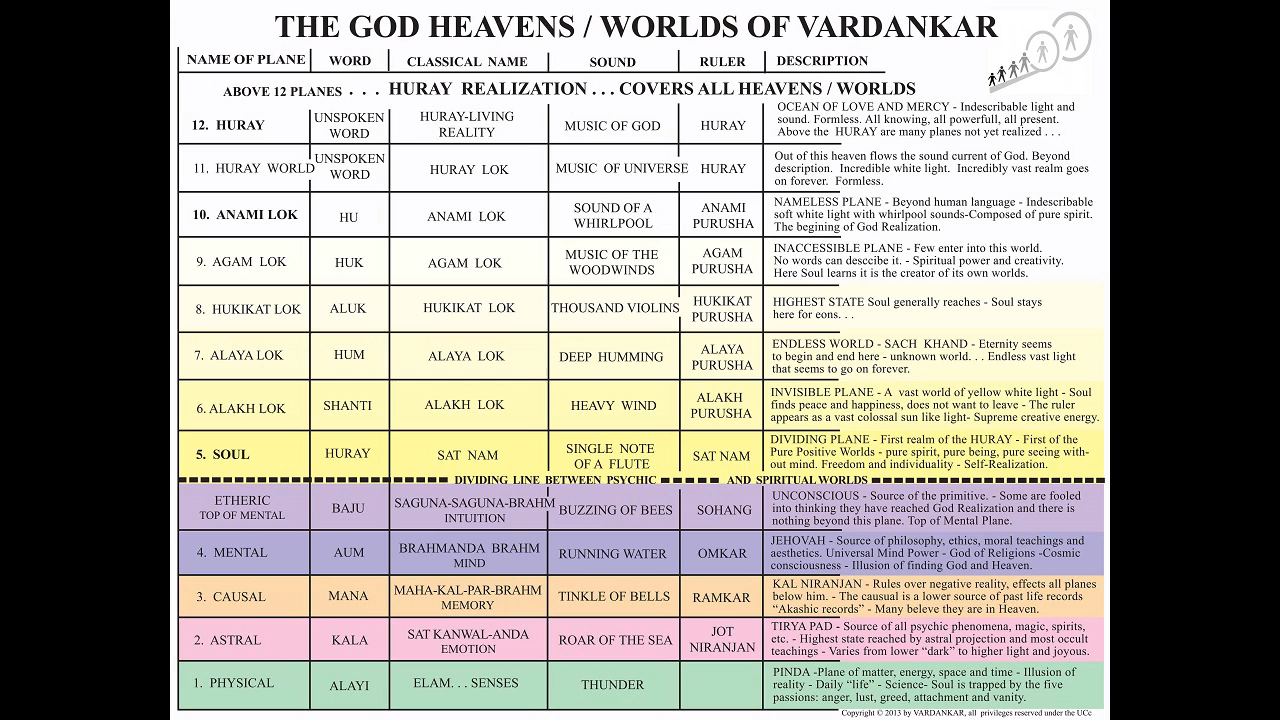 THE GOD HEAVENS / WORLDS OF VARDANKAR
NAME OF PLANE WORD CLASSICAL NAME SOUND RULER DESCRIPTION
ABOVE 12 PLANES . . . HURAY REALIZATION . . . COVERS ALL HEAVENS / WORLDS
12. HURAY
UNSPOKEN
WORD
HURAY-LIVING
REALITY
MUSIC OF GOD
HURAY
OCEAN OF LOVE AND MERCY - Indescribable light and
sound. Formless. All knowing, all powerfull, all present.
Above the HURAY are many planes not yet realized . . .
11. HURAY WORLD
UNSPOKEN
WORD
HURAY LOK
MUSIC OF UNIVERSE
HURAY
Out of this heaven flows the sound current of God. Beyond
description. Incredible white light. Incredibly vast realm goes
on forever. Formless.
10. ANAMI LOK
HU
ANAMI LOK
SOUND OF A
WHIRLPOOL
ANAMI
PURUSHA
NAMELESS PLANE - Beyond human language - Indescribable
soft white light with whirlpool sounds-Composed of pure spirit.
The begining of God Realization.
9. AGAM LOK
HUK
AGAM LOK
MUSIC OF THE
WOODWINDS
AGAM
PURUSHA
INACCESSIBLE PLANE - Few enter into this world.
No words can desccibe it. - Spiritual power and creativity.
Here Soul learns it is the creator of its own worlds.
8. HUKIKAT LOK
ALUK
HUKIKAT LOK
THOUSAND VIOLINS
HUKIKAT
PURUSHA
HIGHEST STATE Soul generally reaches - Soul stays
here for eons. . .
7. ALAYA LOK
HUM
ALAYA LOK
DEEP HUMMING
ALAYA
PURUSHA
ENDLESS WORLD - SACH KHAND - Eternity seems
to begin and end here - unknown world. . . Endless vast light
that seems to go on forever.
6. ALAKH LOK
SHANTI
ALAKH LOK
HEAVY WIND
ALAKH
PURUSHA
INVISIBLE PLANE - A vast world of yellow white light - Soul
finds peace and happiness, does not want to leave - The ruler
appears as a vast colossal sun like light- Supreme creative energy.
5. SOUL
HURAY
SAT NAM
SINGLE NOTE
OF A FLUTE
SAT NAM
DIVIDING PLANE - First realm of the HURAY - First of the
Pure Positive Worlds - pure spirit, pure being, pure seeing with-
out mind. Freedom and individuality - Self-Realization.
DIVIDING LINE BETWEEN PSYCHIC AND SPIRITUAL WORLDS
ETHERIC
TOP OF MENTAL
BAJU
SAGUNA-SAGUNA-BRAHM
INTUITION
BUZZING OF BEES
SOHANG
UNCONSCIOUS - Source of the primitive. - Some are fooled
into thinking they have reached God Realization and there is
nothing beyond this plane. Top of Mental Plane.
4. MENTAL
AUM
BRAHMANDA BRAHM
MIND
RUNNING WATER
OMKAR
JEHOVAH - Source of philosophy, ethics, moral teachings and
aesthetics. Universal Mind Power - God of Religions -Cosmic
consciousness - Illusion of finding God and Heaven.
3. CAUSAL
MANA
MAHA-KAL-PAR-BRAHM
MEMORY
TINKLE OF BELLS
RAMKAR
KAL NIRANJAN - Rules over negative reality, effects all planes
below him. - The causual is a lower source of past life records
“Akashic records” - Many beleve they are in Heaven.
2. ASTRAL
KALA
SAT KANWAL-ANDA
EMOTION
ROAR OF THE SEA
JOT
NIRANJAN
TIRYA PAD - Source of all psychic phenomena, magic, spirits,
etc. - Highest state reached by astral projection and most occult
teachings - Varies from lower “dark” to higher light and joyous.
1. PHYSICAL
ALAYI
ELAM. . . SENSES
THUNDER
PINDA -Plane of matter, energy, space and time - Illusion of
reality - Daily “life” - Science- Soul is trapped by the five
passions: anger, lust, greed, attachment and vanity.
Copyright © 2013 by VARDANKAR, all privileges reserved under the UCc